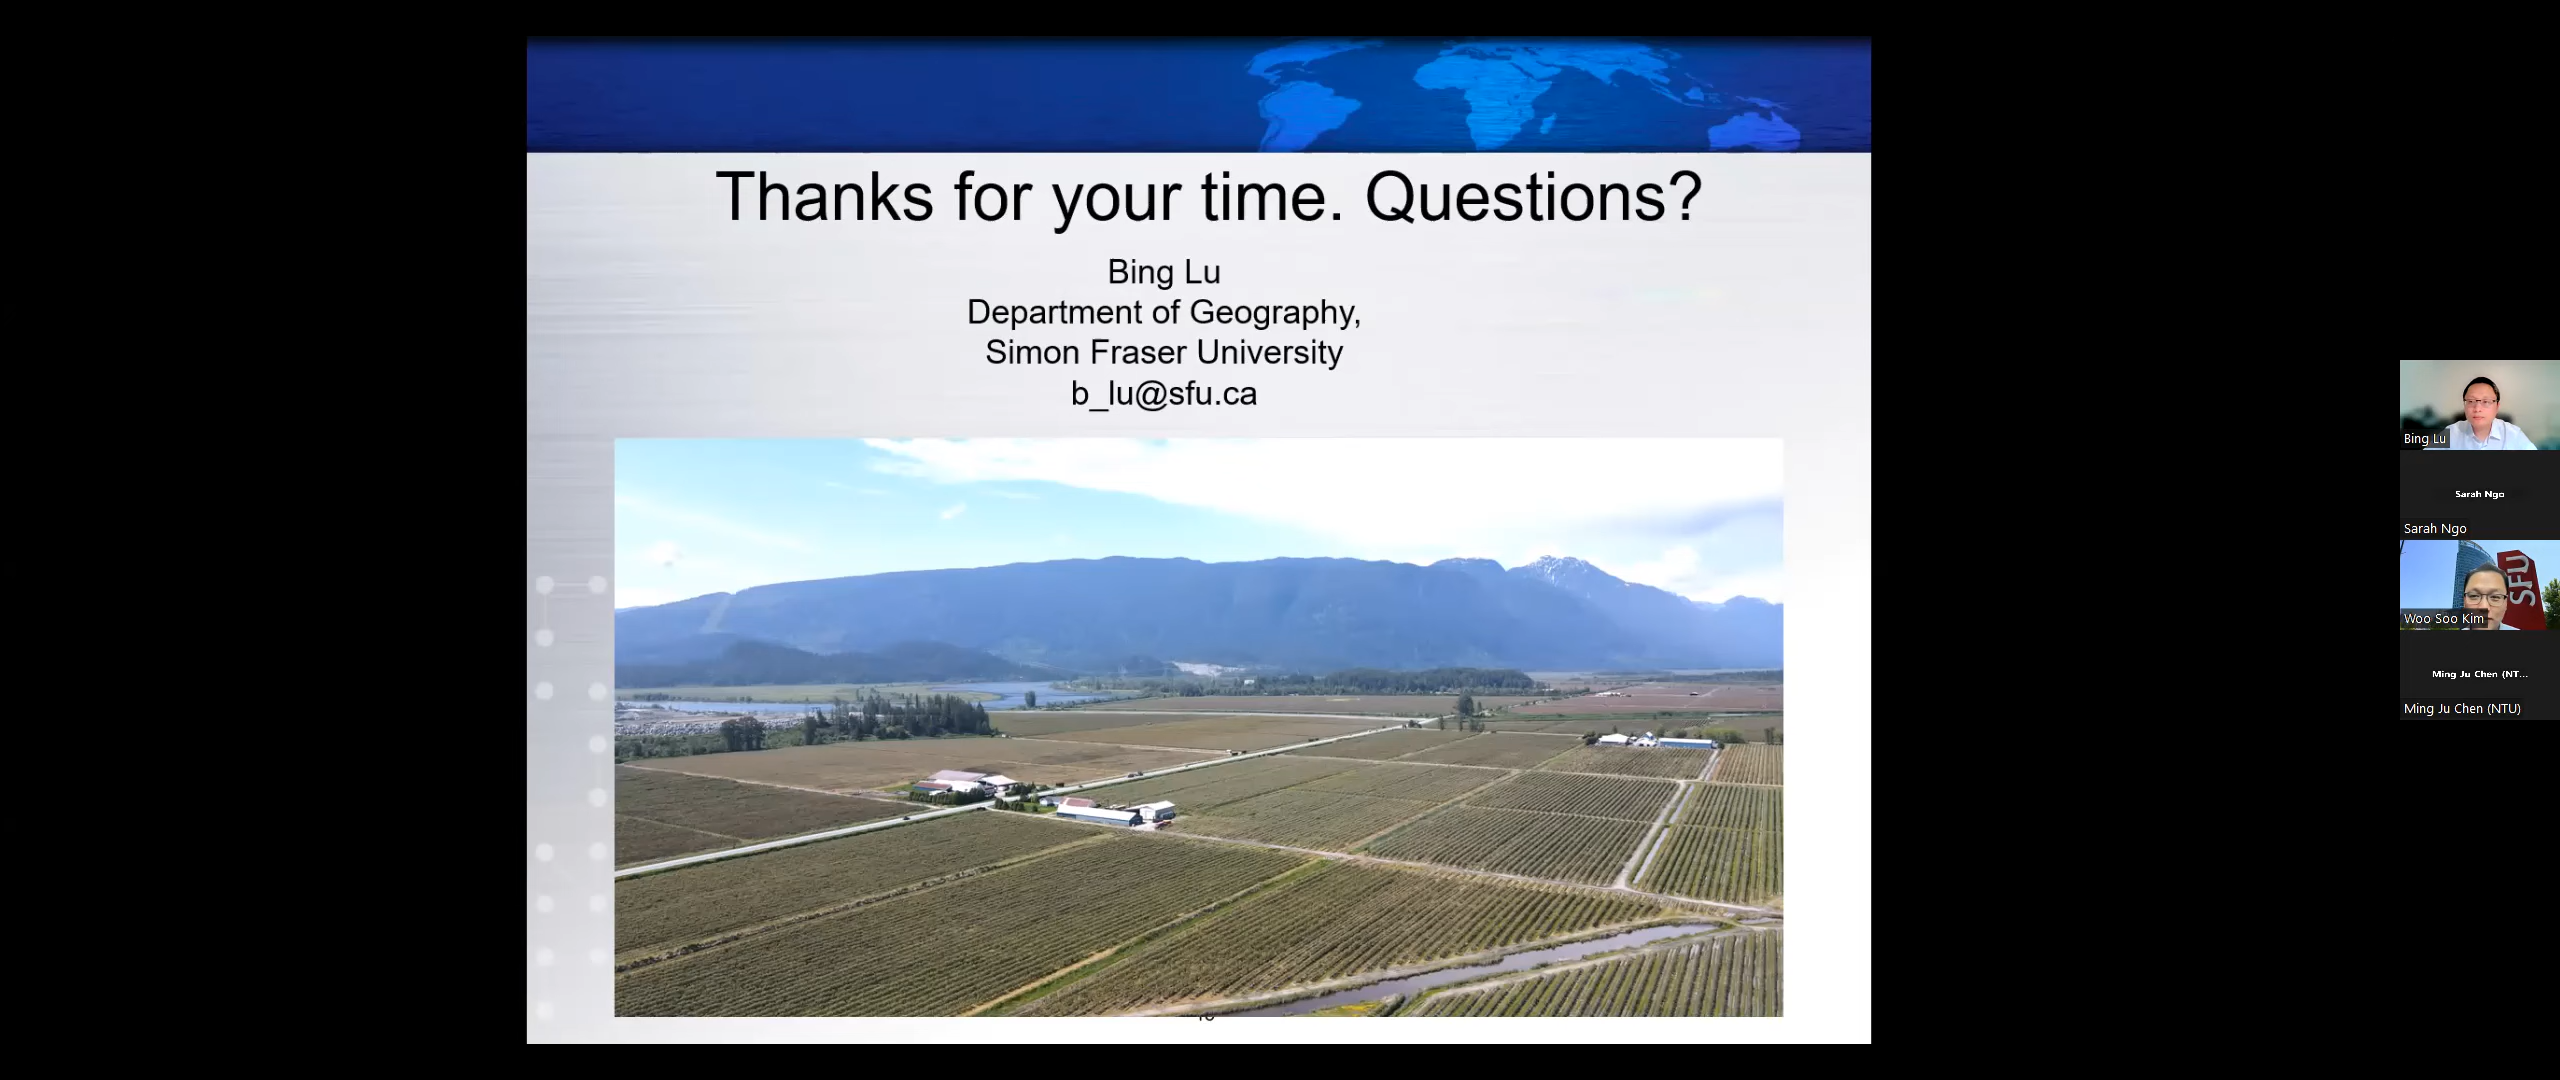 Thanks for your time. Questions?
Bing Lu
Department of Geography,
Simon Fraser University
b_lu@sfu.ca
Bing Lu
Sarah Ngo
Sarah Ngo
SFU
Woo Soo Kim
Ming Ju Chen (NT...
Ming Ju Chen (NTU)